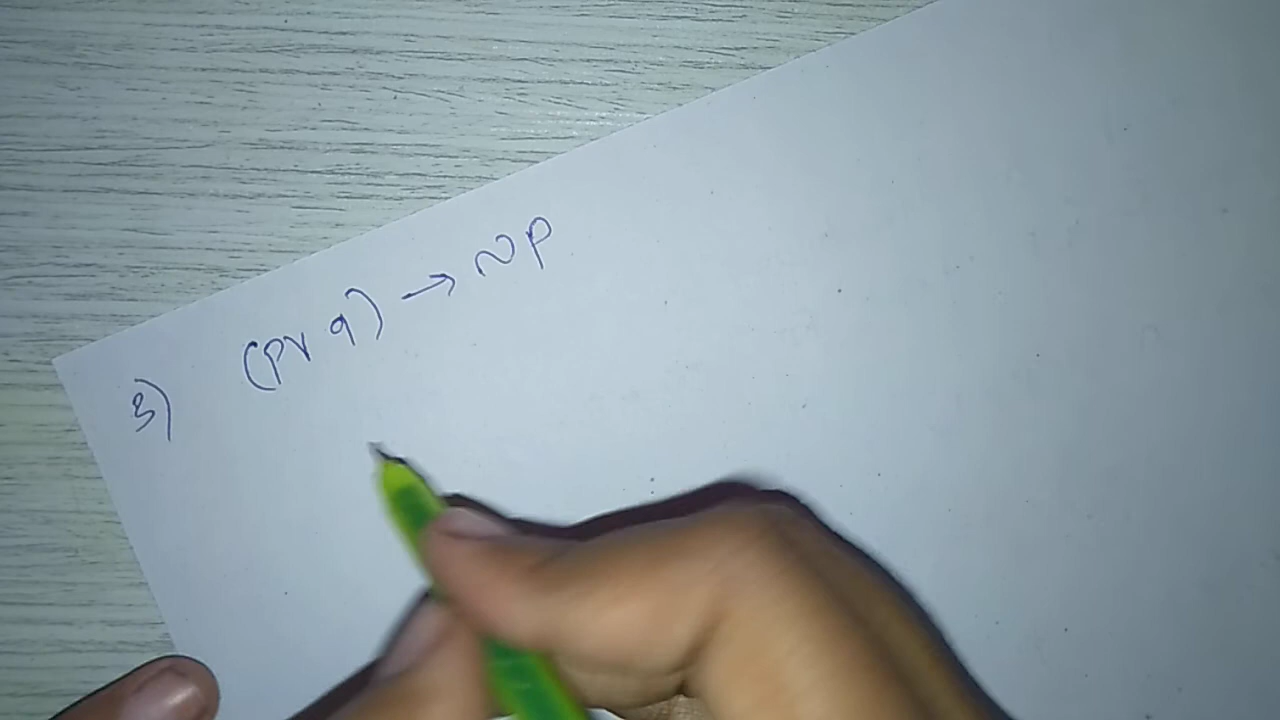 3) (p∨q) → ~p